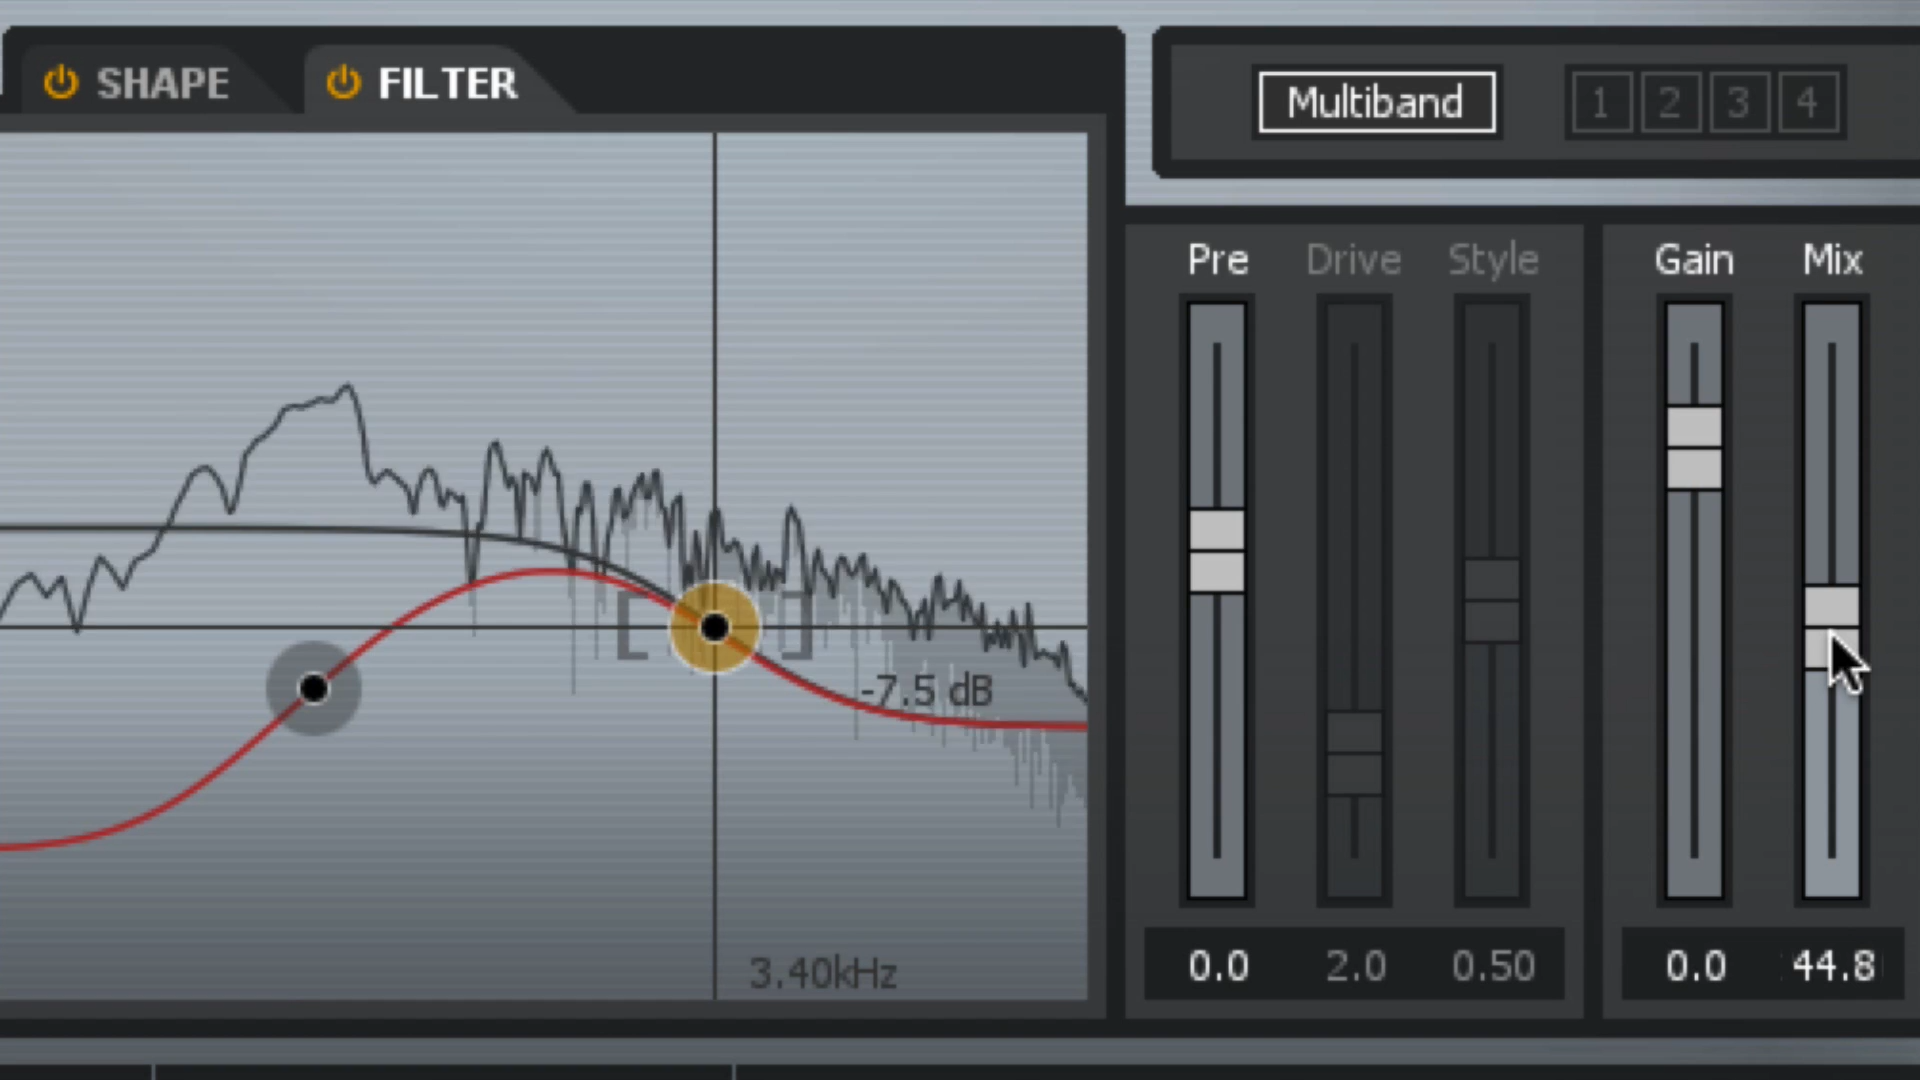 SHAPE FILTER
Multiband 1 2 3 4
Pre Drive Style Gain Mix
-7.5 dB
3.40kHz
0.0 2.0 0.50 0.0 44.8